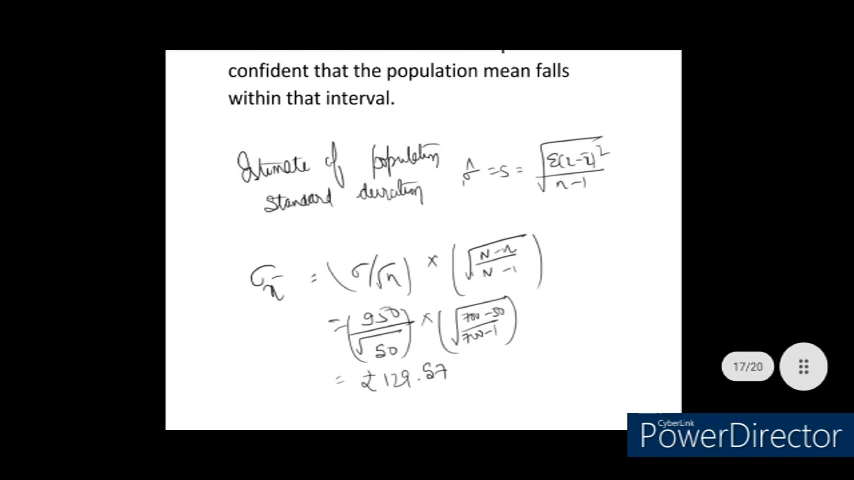 confident that the population mean falls
within that interval.
Estimate of population
standard deviation σ̂ = s = √(Σ(x-x̄)²/n-1)
σx̄ = (σ/√n) × (√(N-n/N-1))
= (950/√50) × (√(700-50/700-1))
= ₹129.57
17/20
CyberLink
PowerDirector